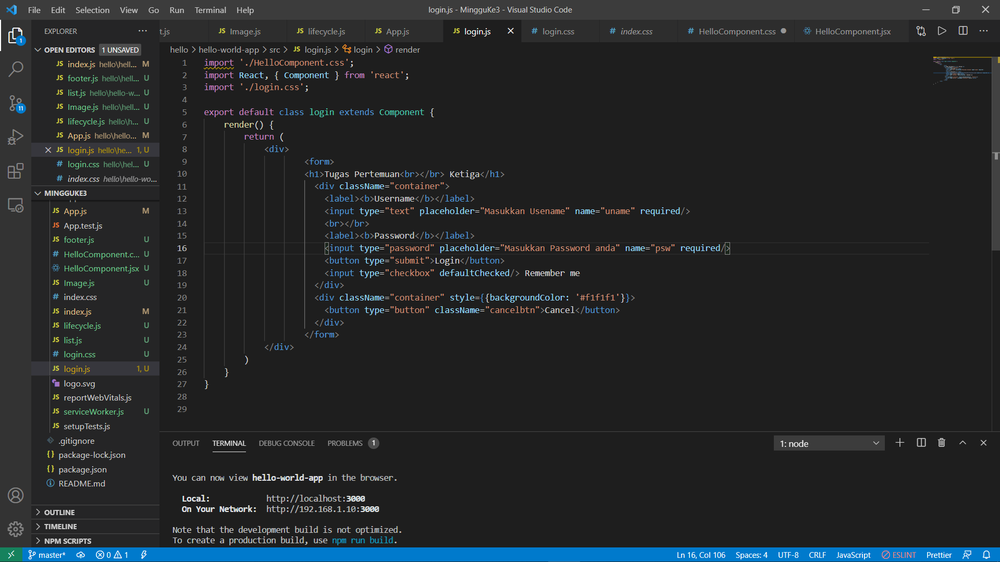 File Edit Selection View Go Run Terminal Help
login.js - MingguKe3 - Visual Studio Code
EXPLORER
t.js
JS Image.js
JS lifecycle.js
JS App.js
JS login.js
# login.css
# index.css
# HelloComponent.css
HelloComponent.jsx
OPEN EDITORS 1 UNSAVED
JS index.js hello\hell... M
JS footer.js hello\hell... U
JS list.js hello\hello-w... U
JS Image.js hello\hell... U
JS lifecycle.js hello\h... U
JS App.js hello\hello... M
JS login.js hello\he... 1, U
# login.css hello\hel... U
# index.css hello\hello-wo...
MINGGUKE3
JS App.js M
JS App.test.js
JS footer.js U
# HelloComponent.c... U
HelloComponent.jsx U
JS Image.js U
# index.css
JS index.js M
JS lifecycle.js U
JS list.js U
# login.css U
JS login.js 1, U
logo.svg
JS reportWebVitals.js
JS serviceWorker.js U
JS setupTests.js
.gitignore
{} package-lock.json
{} package.json
README.md
OUTLINE
TIMELINE
NPM SCRIPTS
1
11
hello > hello-world-app > src > JS login.js > login > render
1 import './HelloComponent.css';
2 import React, { Component } from 'react';
3 import './login.css';
4
5 export default class login extends Component {
6 render() {
7 return (
8 <div>
9 <form>
10 <h1>Tugas Pertemuan<br></br> Ketiga</h1>
11 <div className="container">
12 <label><b>Username</b></label>
13 <input type="text" placeholder="Masukkan Usename" name="uname" required/>
14 <br></br>
15 <label><b>Password</b></label>
16 <input type="password" placeholder="Masukkan Password anda" name="psw" required/>
17 <button type="submit">Login</button>
18 <input type="checkbox" defaultChecked/> Remember me
19 </div>
20 <div className="container" style={{backgroundColor: '#f1f1f1'}}>
21 <button type="button" className="cancelbtn">Cancel</button>
22 </div>
23 </form>
24 </div>
25 )
26 }
27 }
28
29
OUTPUT TERMINAL DEBUG CONSOLE PROBLEMS 1
1: node
You can now view hello-world-app in the browser.
Local: http://localhost:3000
On Your Network: http://192.168.1.10:3000
Note that the development build is not optimized.
To create a production build, use npm run build.
master* 0 1
Ln 16, Col 106 Spaces: 4 UTF-8 CRLF JavaScript ESLINT Prettier